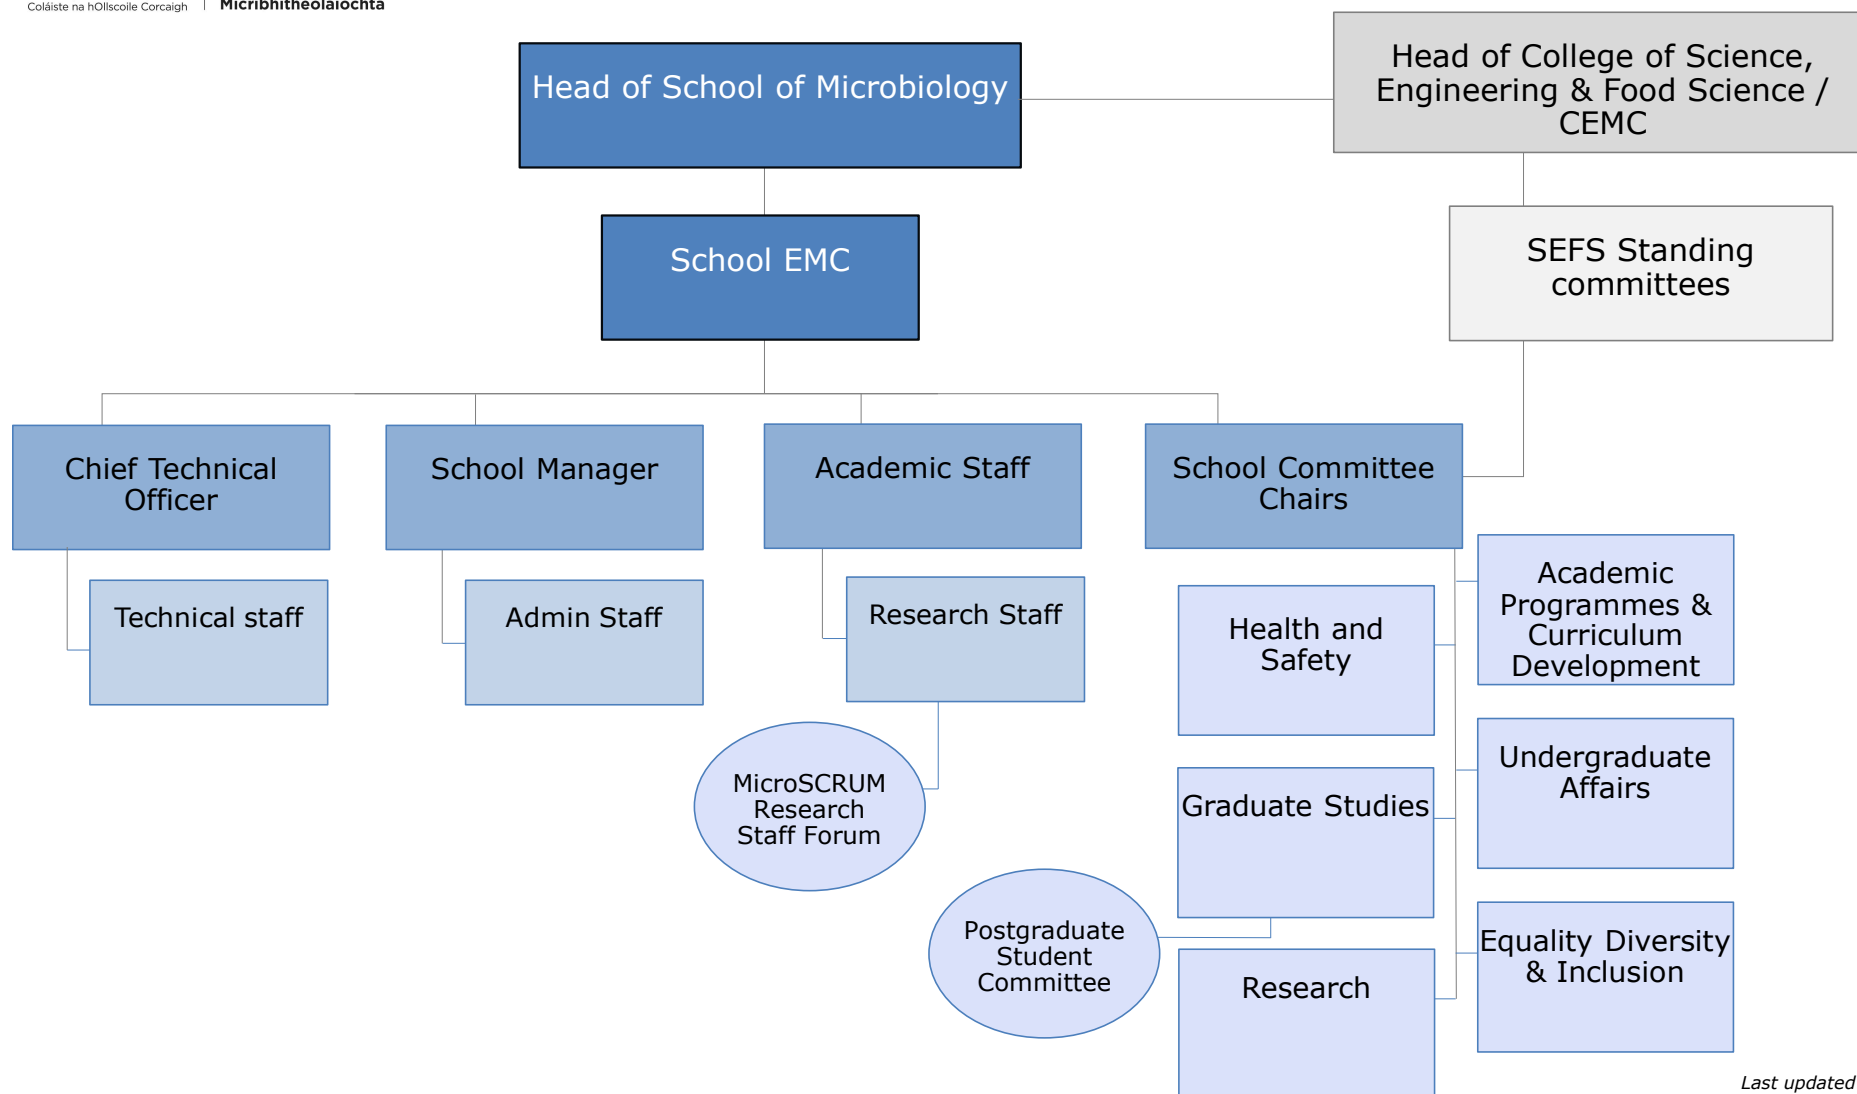 Coláiste na hOllscoile Corcaigh
Micribhitheolaíochta
Head of School of Microbiology
Head of College of Science,
Engineering & Food Science /
CEMC
School EMC
SEFS Standing
committees
Chief Technical
Officer
School Manager
Academic Staff
School Committee
Chairs
Technical staff
Admin Staff
Research Staff
Health and
Safety
Academic
Programmes &
Curriculum
Development
MicroSCRUM
Research
Staff Forum
Graduate Studies
Undergraduate
Affairs
Postgraduate
Student
Committee
Research
Equality Diversity
& Inclusion
Last updated